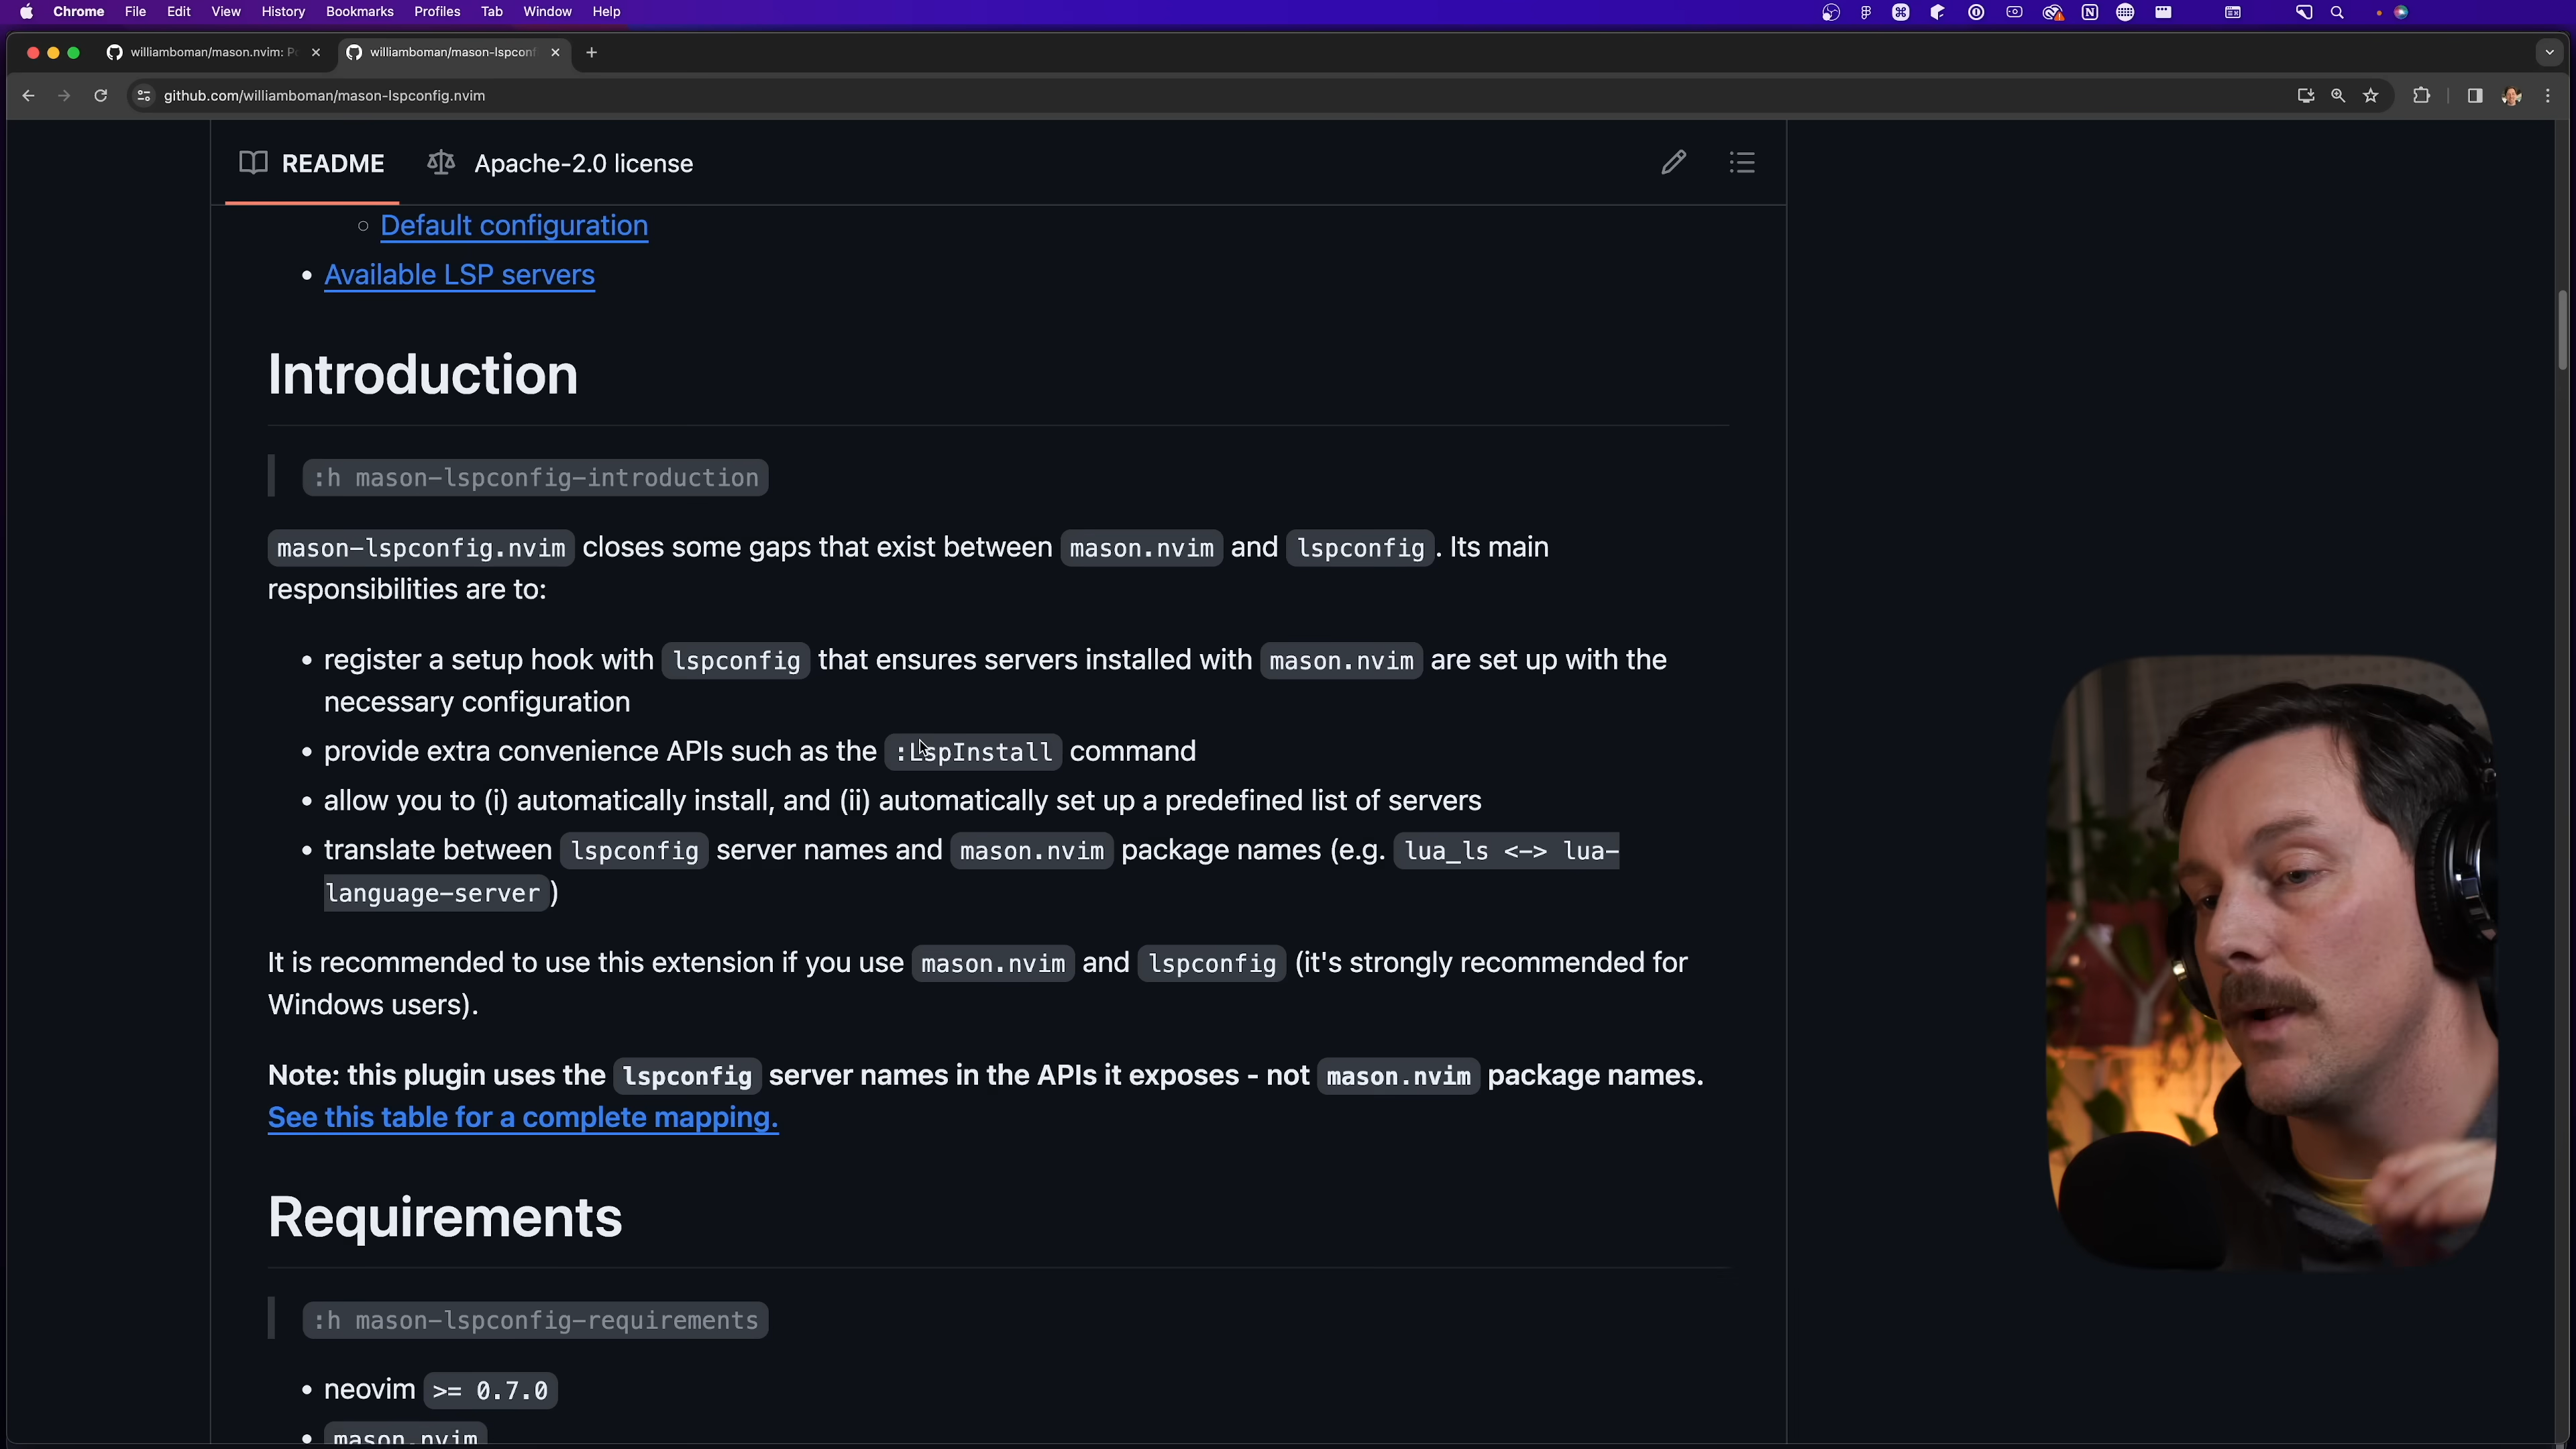 Chrome File Edit View History Bookmarks Profiles Tab Window Help
williamboman/mason.nvim: P
williamboman/mason-lspconf
github.com/williamboman/mason-lspconfig.nvim
README
Apache-2.0 license
Default configuration
Available LSP servers
Introduction
:h mason-lspconfig-introduction
mason-lspconfig.nvim closes some gaps that exist between mason.nvim and lspconfig. Its main
responsibilities are to:
register a setup hook with lspconfig that ensures servers installed with mason.nvim are set up with the
necessary configuration
provide extra convenience APIs such as the :LspInstall command
allow you to (i) automatically install, and (ii) automatically set up a predefined list of servers
translate between lspconfig server names and mason.nvim package names (e.g. lua_ls <-> lua-
language-server)
It is recommended to use this extension if you use mason.nvim and lspconfig (it's strongly recommended for
Windows users).
Note: this plugin uses the lspconfig server names in the APIs it exposes - not mason.nvim package names.
See this table for a complete mapping.
Requirements
:h mason-lspconfig-requirements
neovim >= 0.7.0
mason.nvim